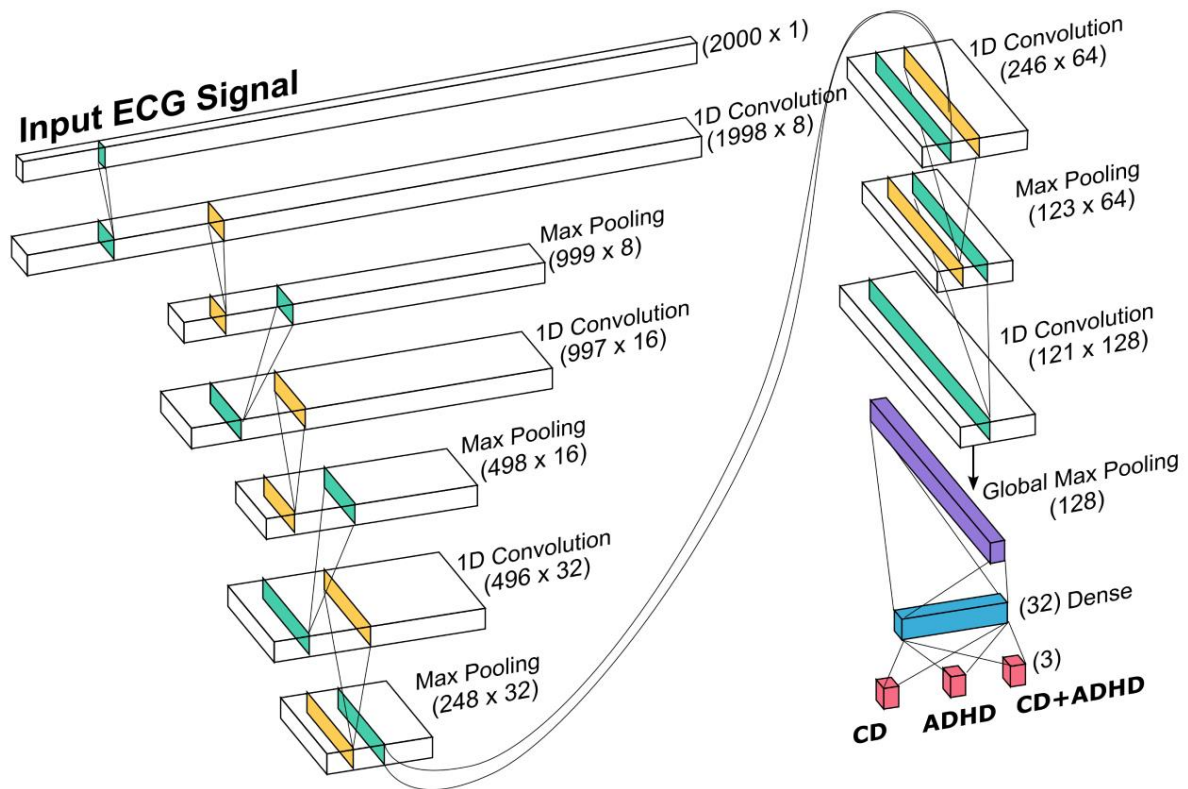 Input ECG Signal
(2000 x 1)
1D Convolution
(1998 x 8)
Max Pooling
(999 x 8)
1D Convolution
(997 x 16)
Max Pooling
(498 x 16)
1D Convolution
(496 x 32)
Max Pooling
(248 x 32)
1D Convolution
(246 x 64)
Max Pooling
(123 x 64)
1D Convolution
(121 x 128)
Global Max Pooling
(128)
(32) Dense
(3)
CD
ADHD
CD+ADHD